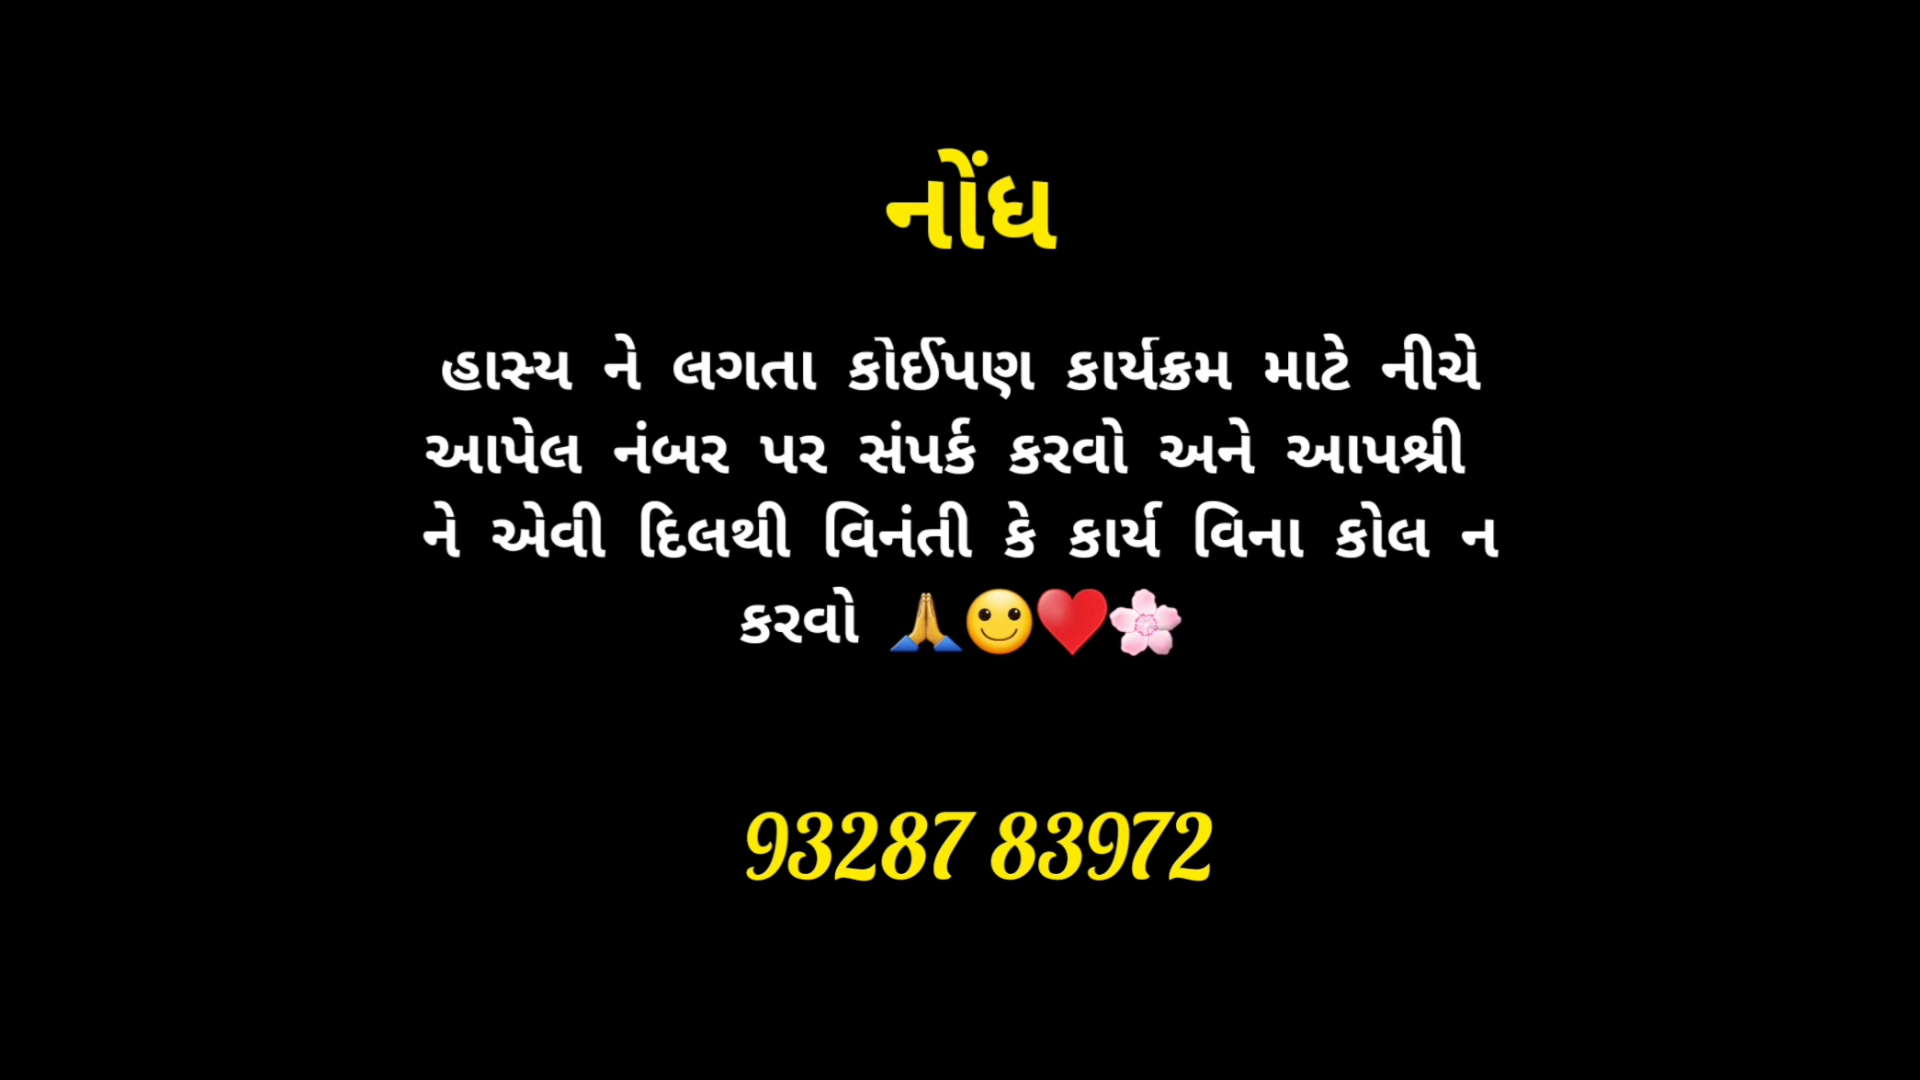 નોંધ
હાસ્ય ને લગતા કોઈપણ કાર્યક્રમ માટે નીચે
આપેલ નંબર પર સંપર્ક કરવો અને આપશ્રી
ને એવી દિલથી વિનંતી કે કાર્ય વિના કોલ ન
કરવો 🙏🙂♥️🌸
93287 83972